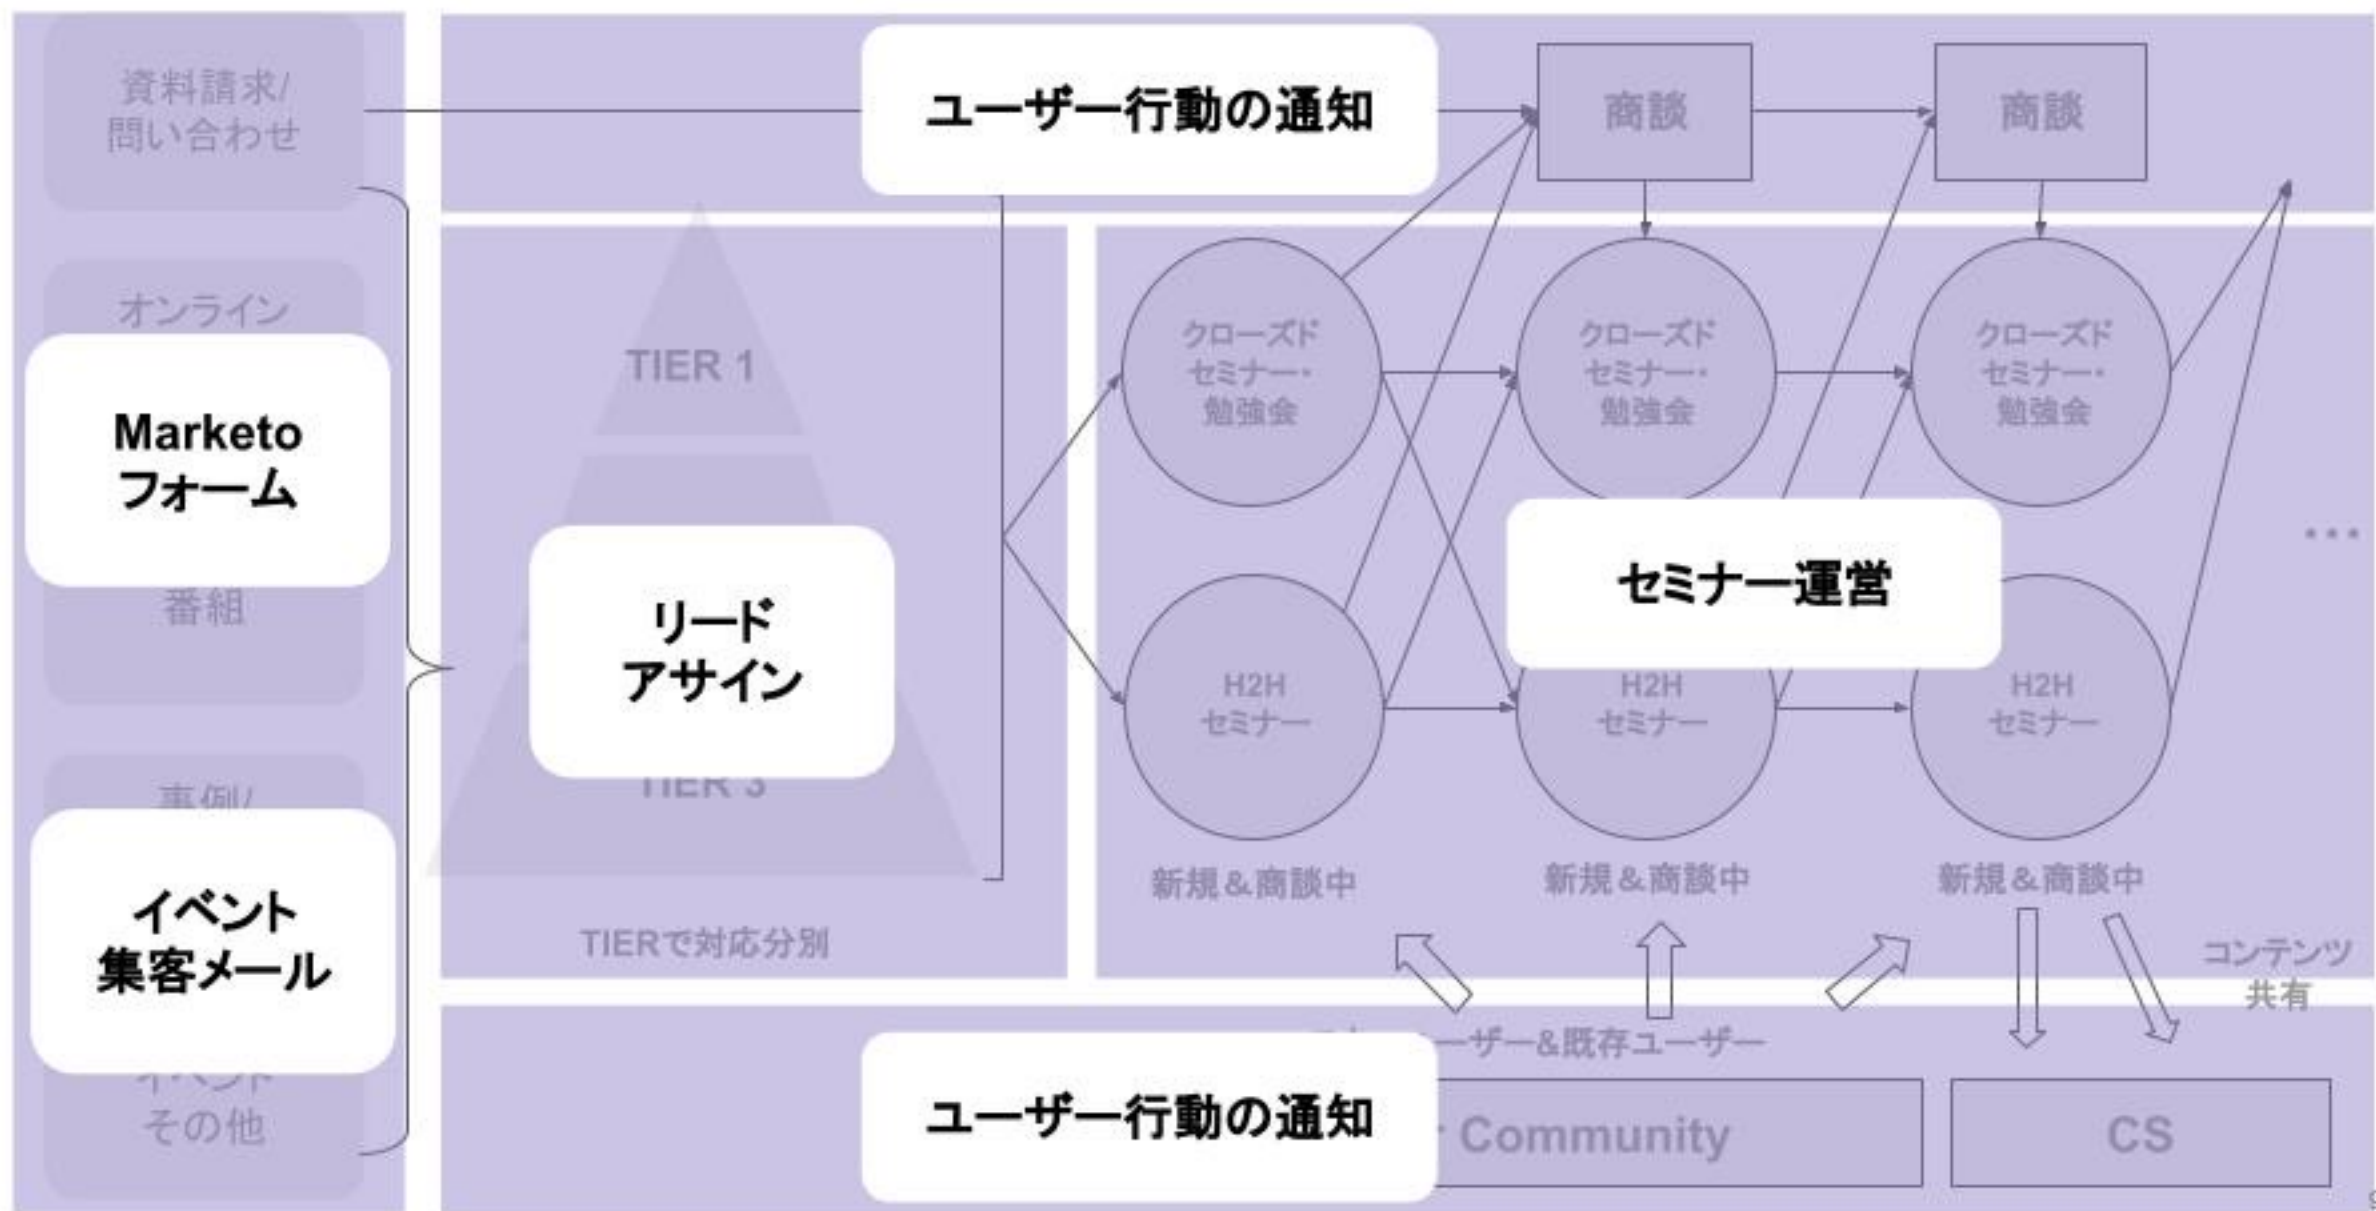 資料請求/
問い合わせ
オンライン
Marketo
フォーム
番組
事例/
イベント
集客メール
イベント
その他
ユーザー行動の通知
商談
商談
TIER 1
リード
アサイン
TIER 3
TIERで対応分別
クローズド
セミナー・
勉強会
クローズド
セミナー・
勉強会
クローズド
セミナー・
勉強会
セミナー運営
…
H2H
セミナー
H2H
セミナー
H2H
セミナー
新規&商談中
新規&商談中
新規&商談中
コンテンツ
共有
ーザー&既存ユーザー
ユーザー行動の通知
Community
CS